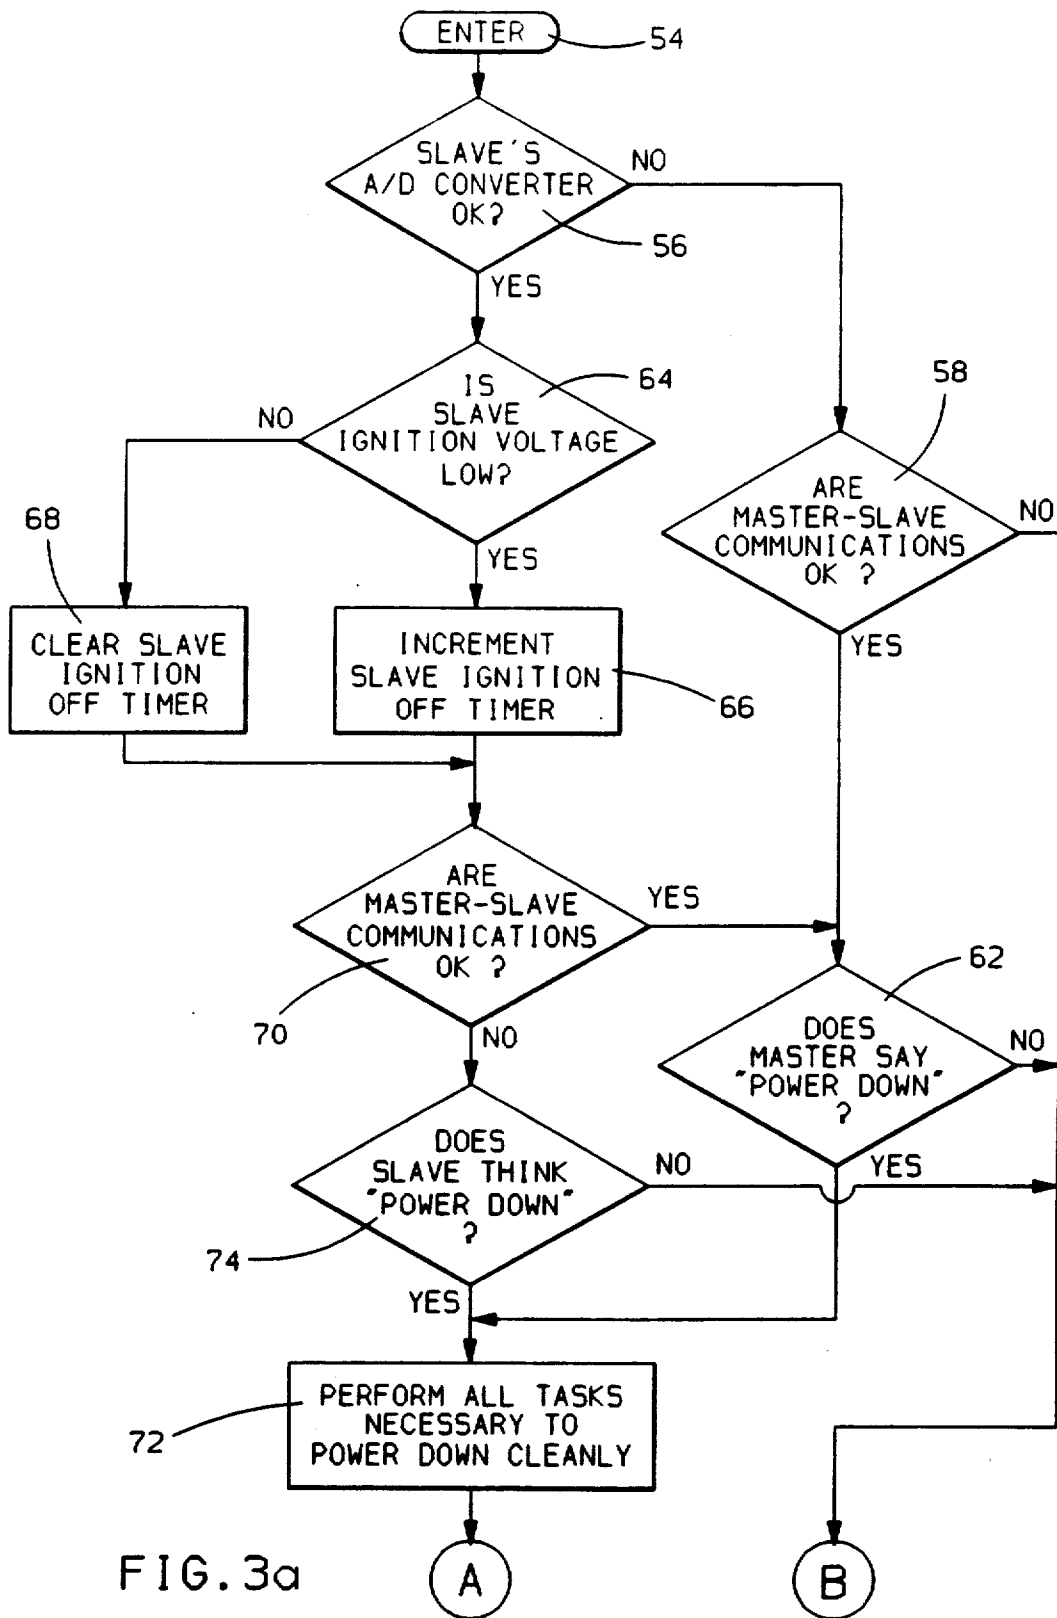 ENTER
54
SLAVE'S
A/D CONVERTER
OK?
NO
56
YES
IS
SLAVE
IGNITION VOLTAGE
LOW?
64
NO
YES
58
ARE
MASTER-SLAVE
COMMUNICATIONS
OK ?
NO
YES
68
CLEAR SLAVE
IGNITION
OFF TIMER
INCREMENT
SLAVE IGNITION
OFF TIMER
66
ARE
MASTER-SLAVE
COMMUNICATIONS
OK ?
YES
70
NO
62
DOES
MASTER SAY
"POWER DOWN"
?
NO
YES
DOES
SLAVE THINK
"POWER DOWN"
?
NO
74
YES
PERFORM ALL TASKS
NECESSARY TO
POWER DOWN CLEANLY
72
FIG.3a
A
B